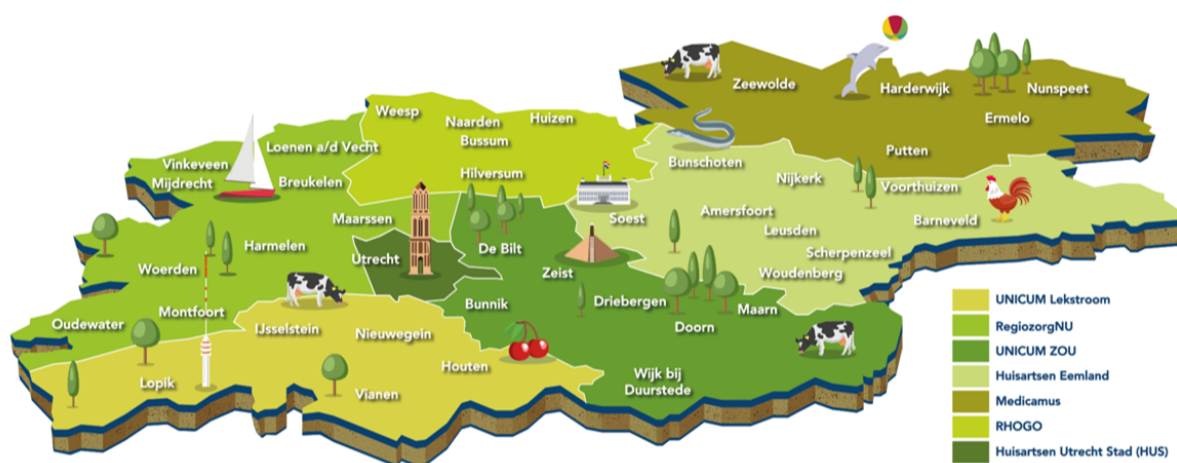 Zeewolde
Harderwijk
Nunspeet
Ermelo
Putten
Weesp
Naarden
Bussum
Huizen
Hilversum
Loenen a/d Vecht
Vinkeveen
Mijdrecht
Breukelen
Maarssen
Harmelen
Woerden
Montfoort
Oudewater
Utrecht
De Bilt
Zeist
Bunnik
Driebergen
Maarn
Doorn
Wijk bij
Duurstede
Bunschoten
Nijkerk
Voorthuizen
Barneveld
Soest
Amersfoort
Leusden
Scherpenzeel
Woudenberg
IJsselstein
Nieuwegein
Houten
Lopik
Vianen
UNICUM Lekstroom
RegiozorgNU
UNICUM ZOU
Huisartsen Eemland
Medicamus
RHOGO
Huisartsen Utrecht Stad (HUS)